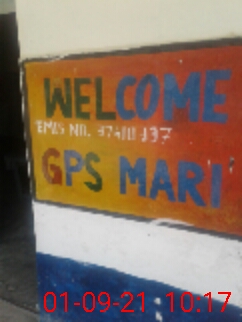 WELCOME
EMIS NO.
GPS MARI
01-09-21 10:17